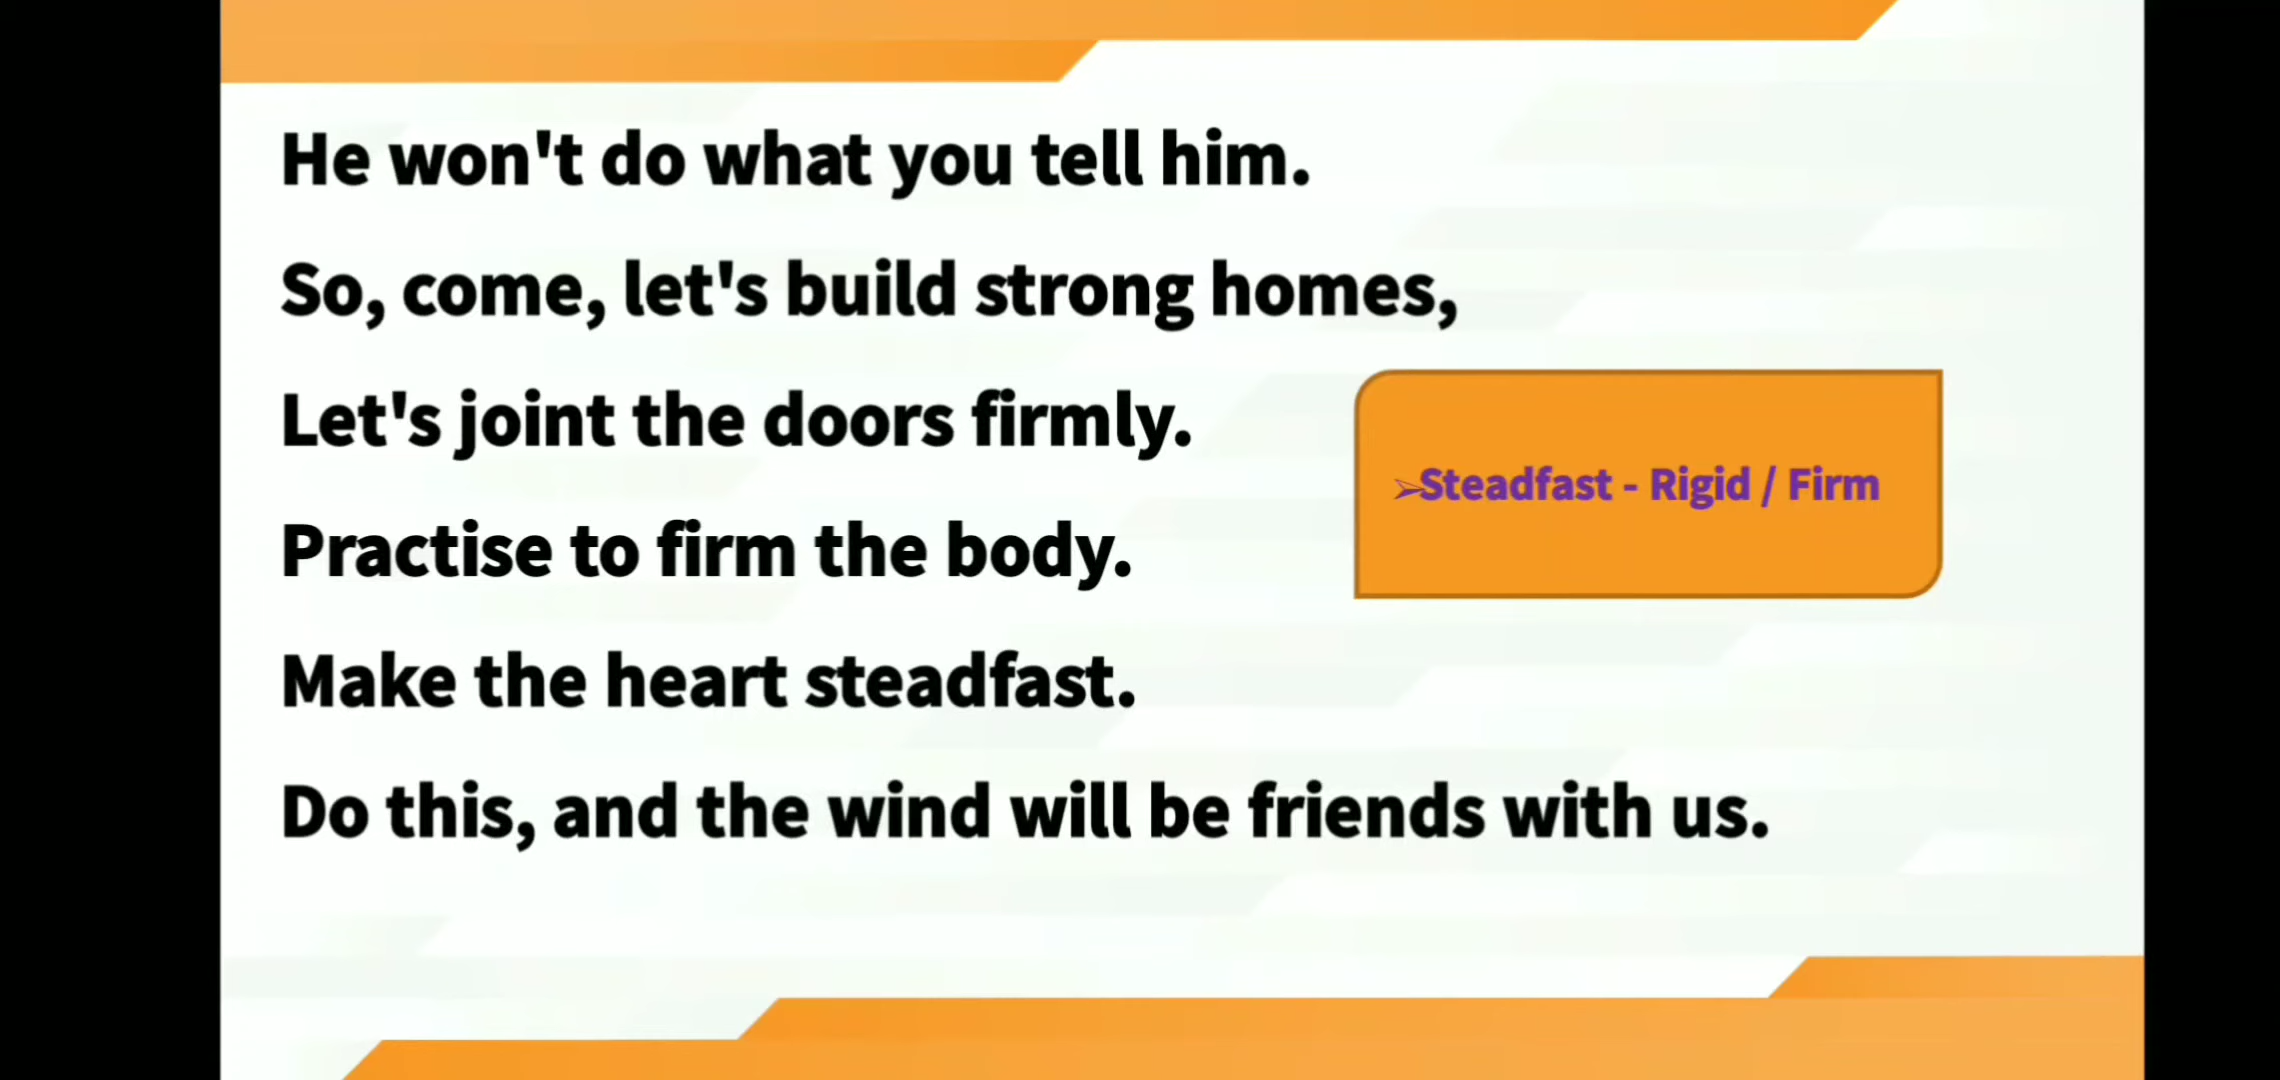 He won't do what you tell him.
So, come, let's build strong homes,
Let's joint the doors firmly.
➢Steadfast - Rigid / Firm
Practise to firm the body.
Make the heart steadfast.
Do this, and the wind will be friends with us.